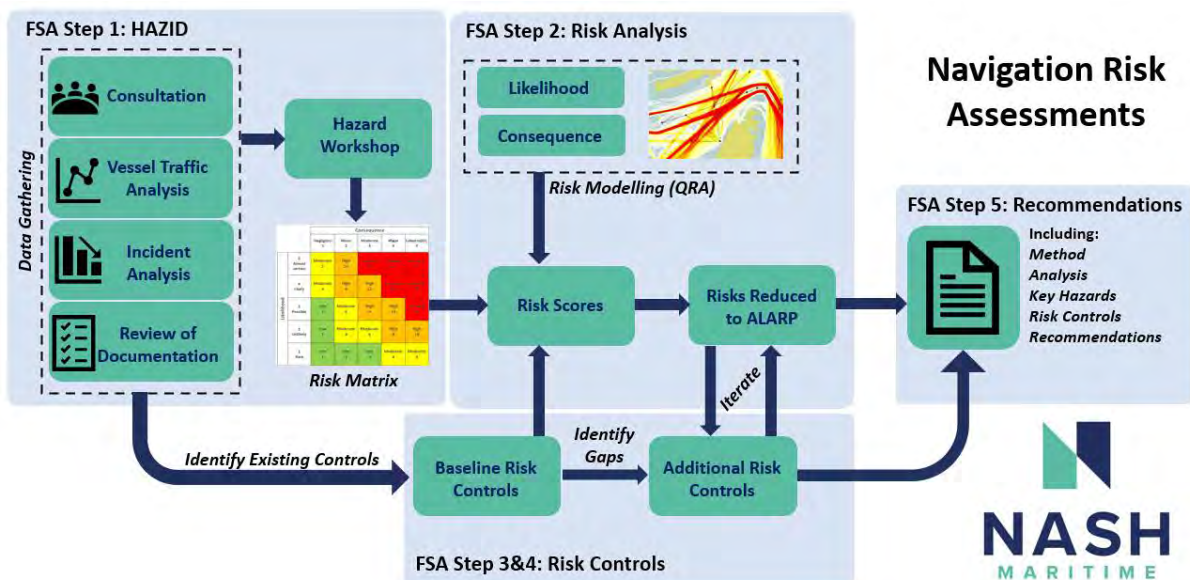 FSA Step 1: HAZID
Data Gathering
Consultation
Vessel Traffic
Analysis
Incident
Analysis
Review of
Documentation
Hazard
Workshop
Consequence
Likelihood
Risk Matrix
FSA Step 2: Risk Analysis
Likelihood
Consequence
Risk Modelling (QRA)
Risk Scores
Risks Reduced
to ALARP
Iterate
Identify Existing Controls
Baseline Risk
Controls
Identify
Gaps
Additional Risk
Controls
FSA Step 3&4: Risk Controls
Navigation Risk
Assessments
FSA Step 5: Recommendations
Including:
Method
Analysis
Key Hazards
Risk Controls
Recommendations
NASH
MARITIME